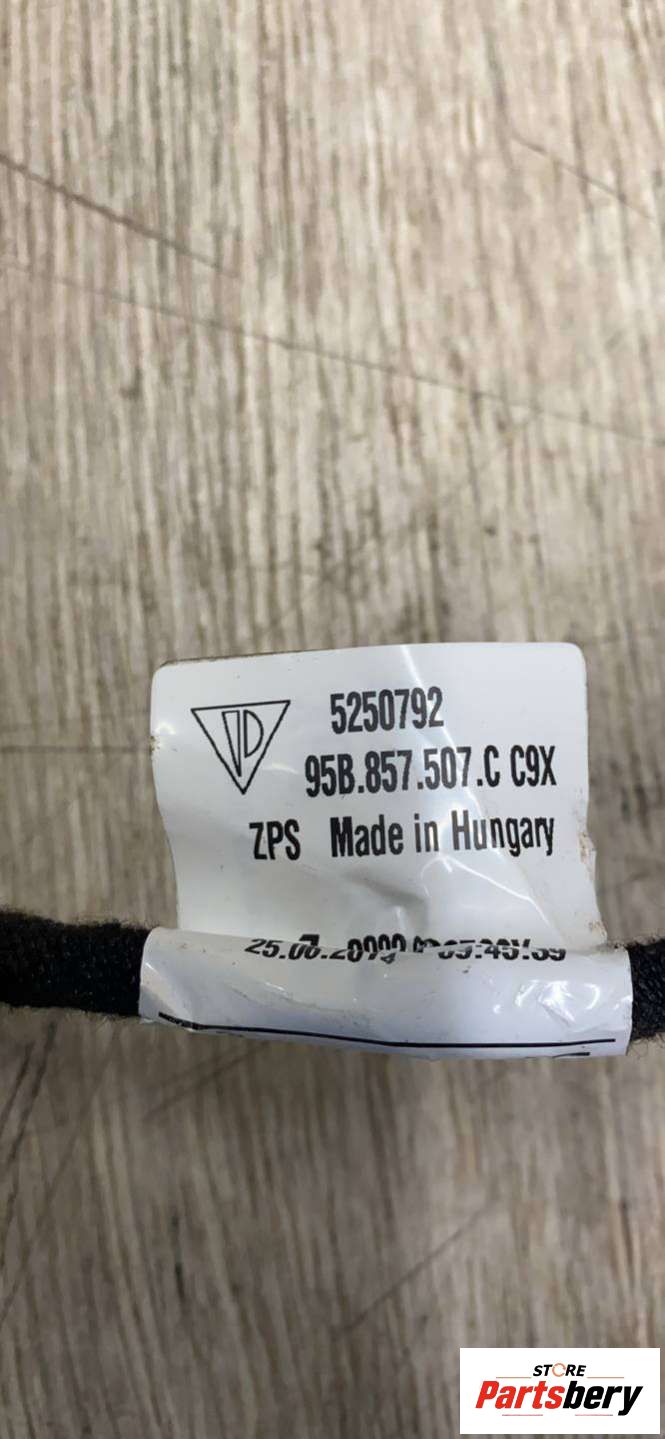 5250792
95B.857.507.C C9X
ZPS Made in Hungary
STORE
Partsbery